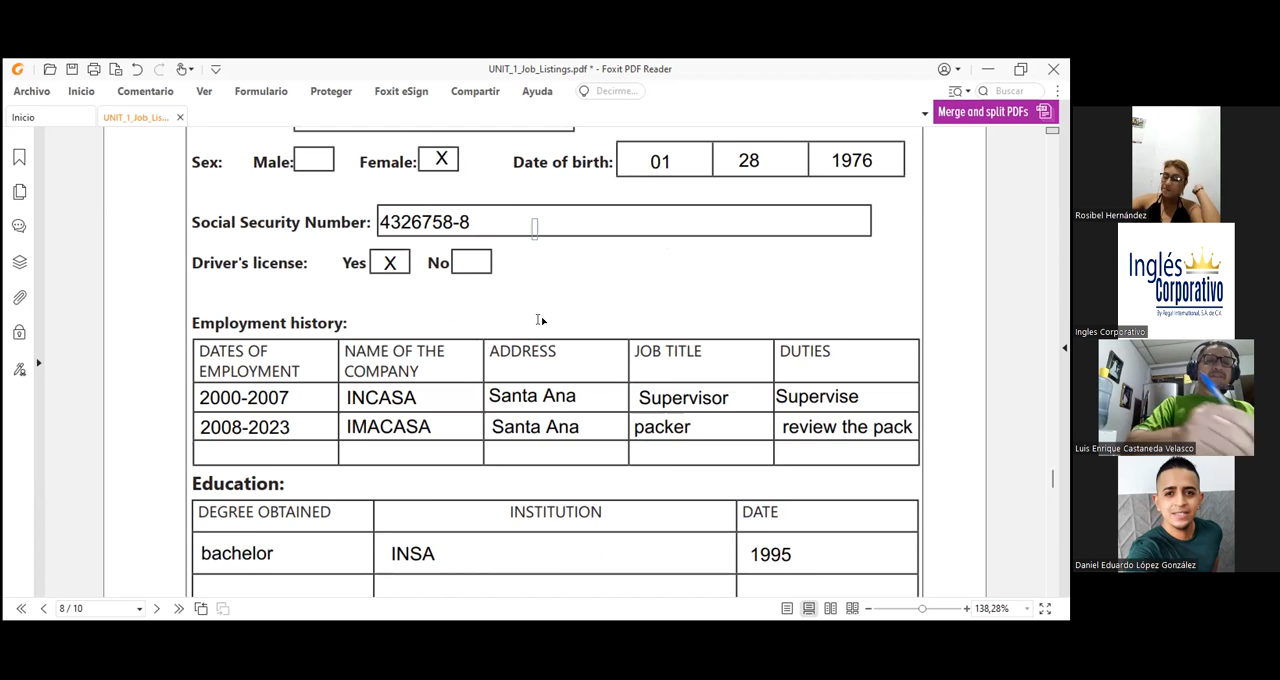 UNIT_1_Job_Listings.pdf * - Foxit PDF Reader
Archivo Inicio Comentario Ver Formulario Proteger Foxit eSign Compartir Ayuda Decirme... Buscar
Inicio UNIT_1_Job_Lis... Merge and split PDFs
Sex: Male: Female: X Date of birth: 01 28 1976
Social Security Number: 4326758-8
Driver's license: Yes X No
Employment history:
DATES OF EMPLOYMENT NAME OF THE COMPANY ADDRESS JOB TITLE DUTIES
2000-2007 INCASA Santa Ana Supervisor Supervise
2008-2023 IMACASA Santa Ana packer review the pack
Education:
DEGREE OBTAINED INSTITUTION DATE
bachelor INSA 1995
8 / 10 138,28%
Rosibel Hernández
Inglés
Corporativo
By Regal International, S.A. de C.V.
Ingles Corporativo
Luis Enrique Castaneda Velasco
Daniel Eduardo López González